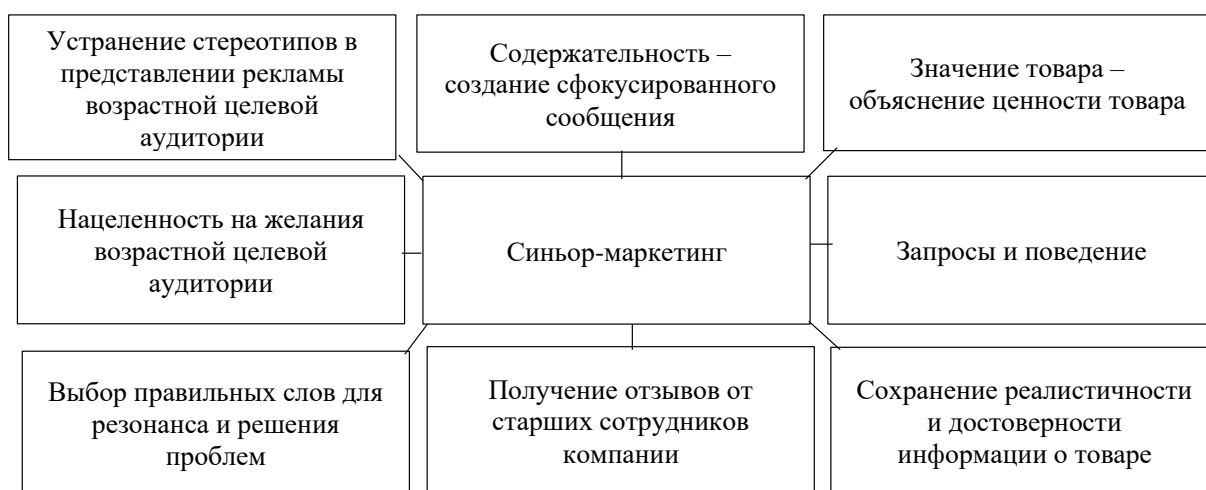 Устранение стереотипов в
представлении рекламы
возрастной целевой
аудитории
Содержательность –
создание сфокусированного
сообщения
Значение товара –
объяснение ценности товара
Нацеленность на желания
возрастной целевой
аудитории
Синьор-маркетинг
Запросы и поведение
Выбор правильных слов для
резонанса и решения
проблем
Получение отзывов от
старших сотрудников
компании
Сохранение реалистичности
и достоверности
информации о товаре